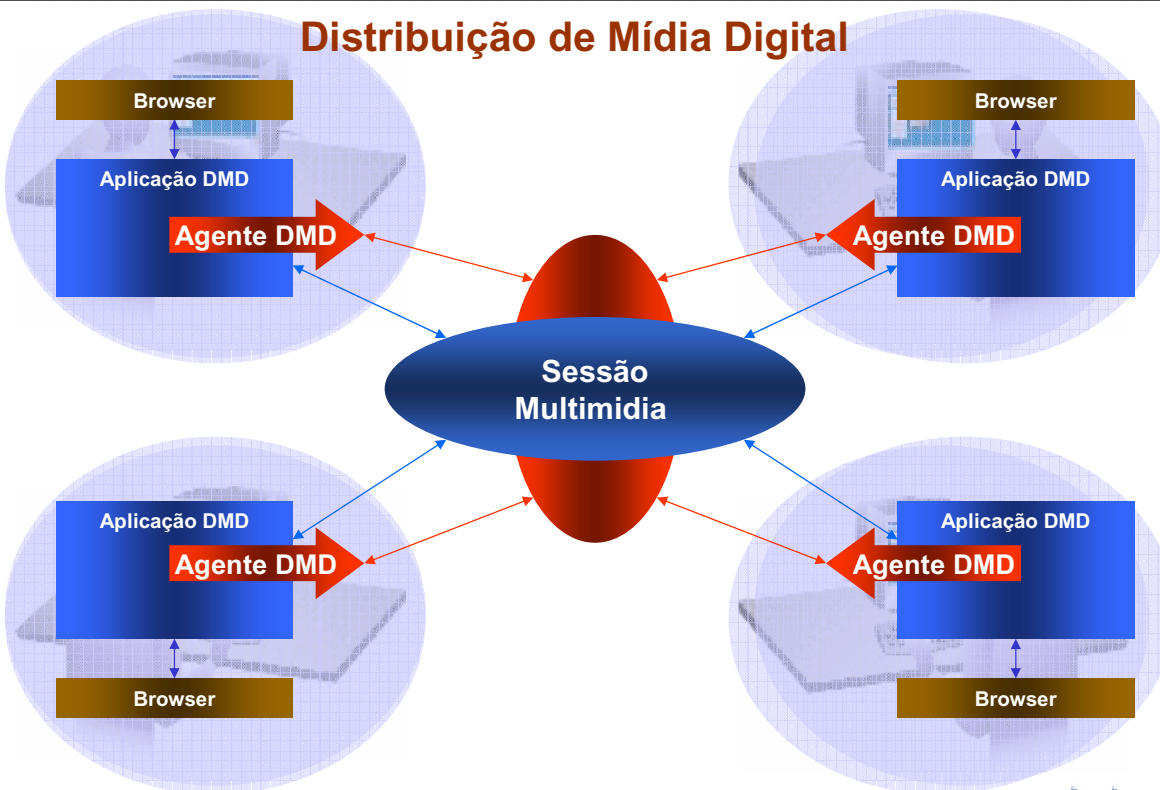 Distribuição de Mídia Digital
Browser
Browser
Aplicação DMD
Aplicação DMD
Agente DMD
Agente DMD
Sessão
Multimidia
Aplicação DMD
Aplicação DMD
Agente DMD
Agente DMD
Browser
Browser